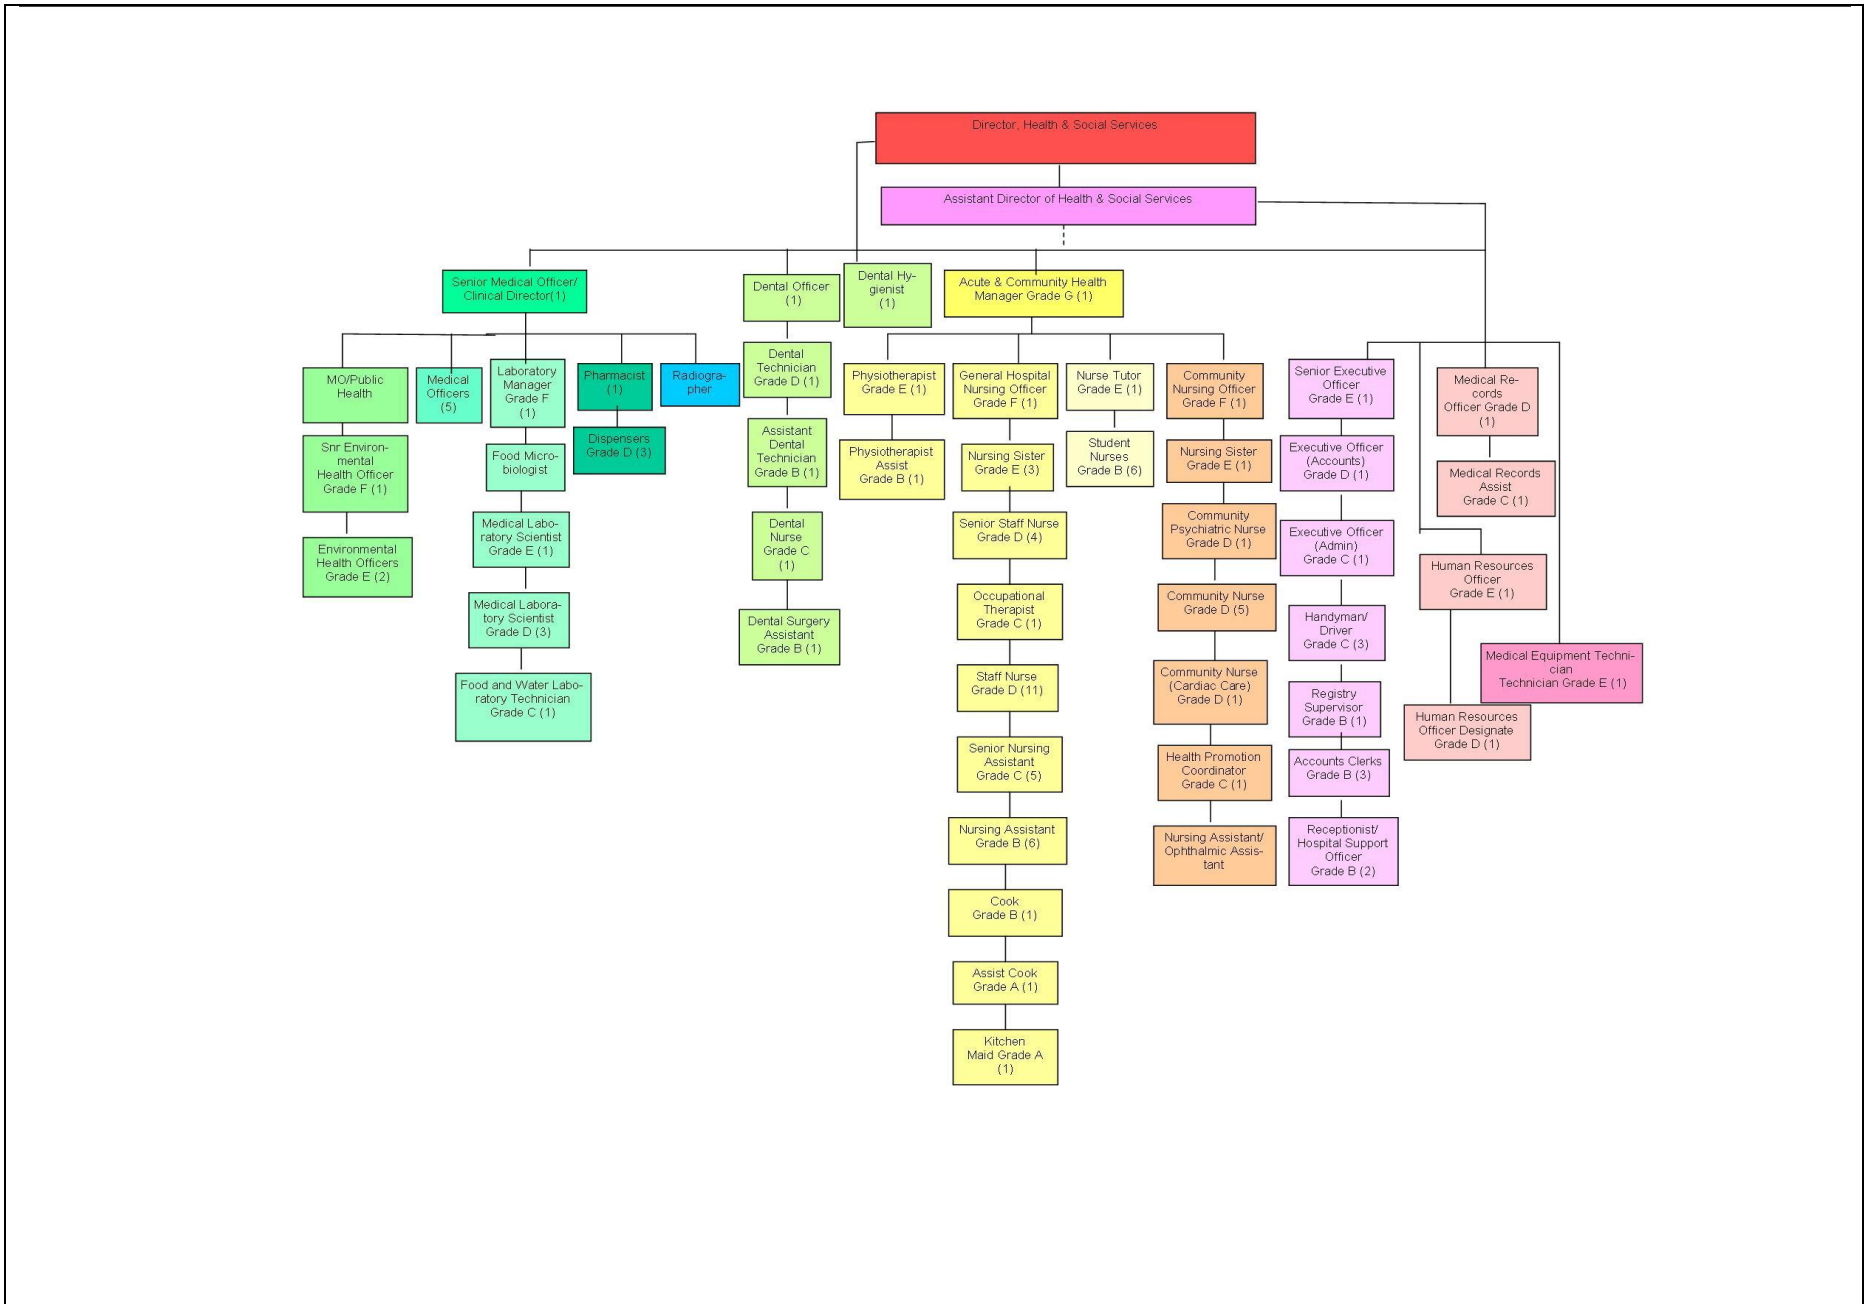 Director, Health & Social Services
Assistant Director of Health & Social Services
Senior Medical Officer/
Clinical Director(1)
Dental Officer
(1)
Dental Hy-
gienist
(1)
Acute & Community Health
Manager Grade G (1)
MO/Public
Health
Snr Environ-
mental
Health Officer
Grade F (1)
Environmental
Health Officers
Grade E (2)
Medical
Officers
(5)
Laboratory
Manager
Grade F
(1)
Food Micro-
biologist
Medical Labo-
ratory Scientist
Grade E (1)
Medical Labora-
tory Scientist
Grade D (3)
Food and Water Labo-
ratory Technician
Grade C (1)
Pharmacist
(1)
Dispensers
Grade D (3)
Radiogra-
pher
Dental
Technician
Grade D (1)
Assistant
Dental
Technician
Grade B (1)
Dental
Nurse
Grade C
(1)
Dental Surgery
Assistant
Grade B (1)
Physiotherapist
Grade E (1)
Physiotherapist
Assist
Grade B (1)
General Hospital
Nursing Officer
Grade F (1)
Nursing Sister
Grade E (3)
Senior Staff Nurse
Grade D (4)
Occupational
Therapist
Grade C (1)
Staff Nurse
Grade D (11)
Senior Nursing
Assistant
Grade C (5)
Nursing Assistant
Grade B (6)
Cook
Grade B (1)
Assist Cook
Grade A (1)
Kitchen
Maid Grade A
(1)
Nurse Tutor
Grade E (1)
Student
Nurses
Grade B (6)
Community
Nursing Officer
Grade F (1)
Nursing Sister
Grade E (1)
Community
Psychiatric Nurse
Grade D (1)
Community Nurse
Grade D (5)
Community Nurse
(Cardiac Care)
Grade D (1)
Health Promotion
Coordinator
Grade C (1)
Nursing Assistant/
Ophthalmic Assis-
tant
Senior Executive
Officer
Grade E (1)
Executive Officer
(Accounts)
Grade D (1)
Executive Officer
(Admin)
Grade C (1)
Handyman/
Driver
Grade C (3)
Registry
Supervisor
Grade B (1)
Accounts Clerks
Grade B (3)
Receptionist/
Hospital Support
Officer
Grade B (2)
Medical Re-
cords
Officer Grade D
(1)
Medical Records
Assist
Grade C (1)
Human Resources
Officer
Grade E (1)
Human Resources
Officer Designate
Grade D (1)
Medical Equipment Techni-
cian
Technician Grade E (1)